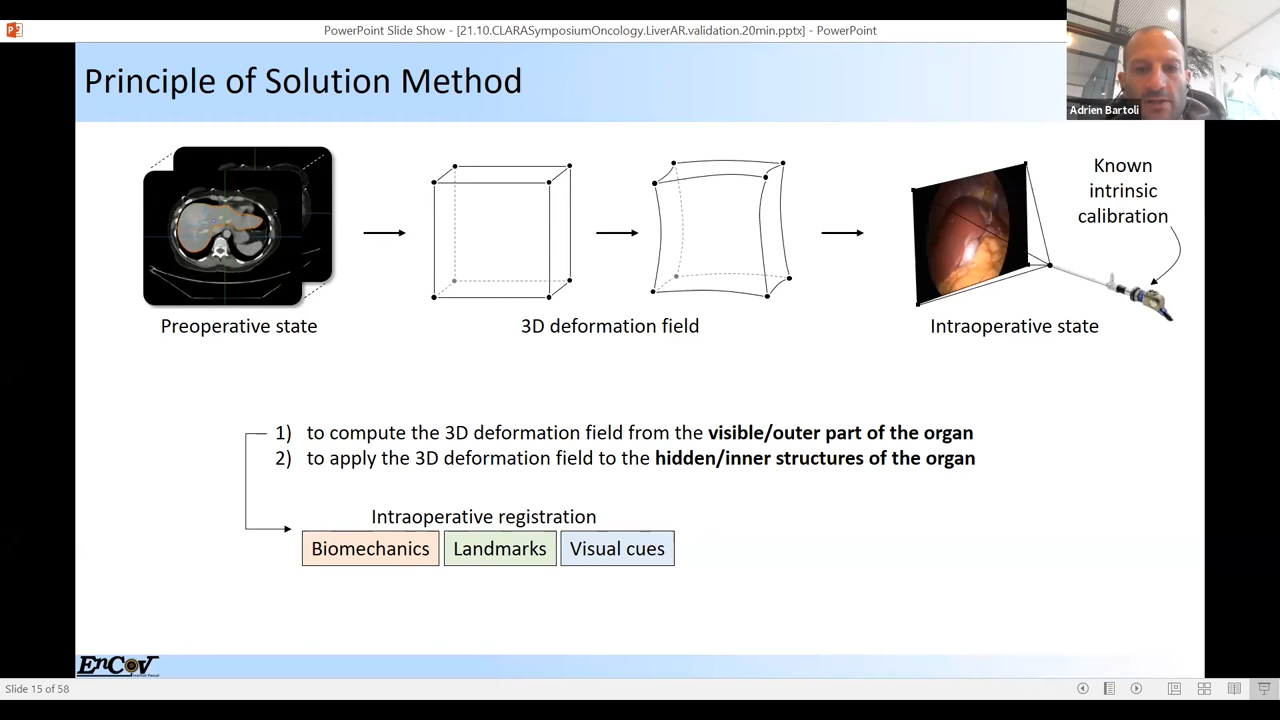 PowerPoint Slide Show - [21.10.CLARASymposiumOncology.LiverAR.validation.20min.pptx] - PowerPoint
Adrien Bartoli
Principle of Solution Method
Known
intrinsic
calibration
Preoperative state
3D deformation field
Intraoperative state
1) to compute the 3D deformation field from the visible/outer part of the organ
2) to apply the 3D deformation field to the hidden/inner structures of the organ
Intraoperative registration
Biomechanics
Landmarks
Visual cues
EnCoV
Slide 15 of 58